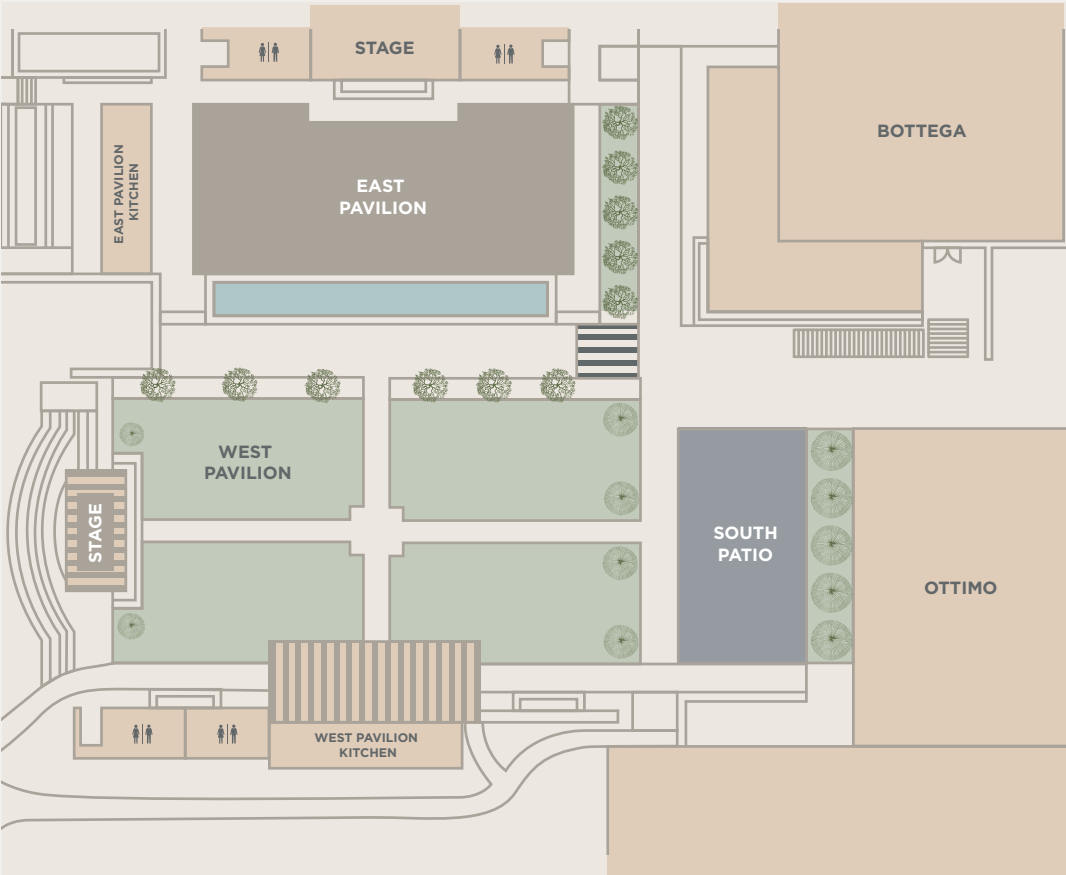 STAGE
BOTTEGA
EAST PAVILION
KITCHEN
EAST
PAVILION
WEST
PAVILION
STAGE
SOUTH
PATIO
OTTIMO
WEST PAVILION
KITCHEN